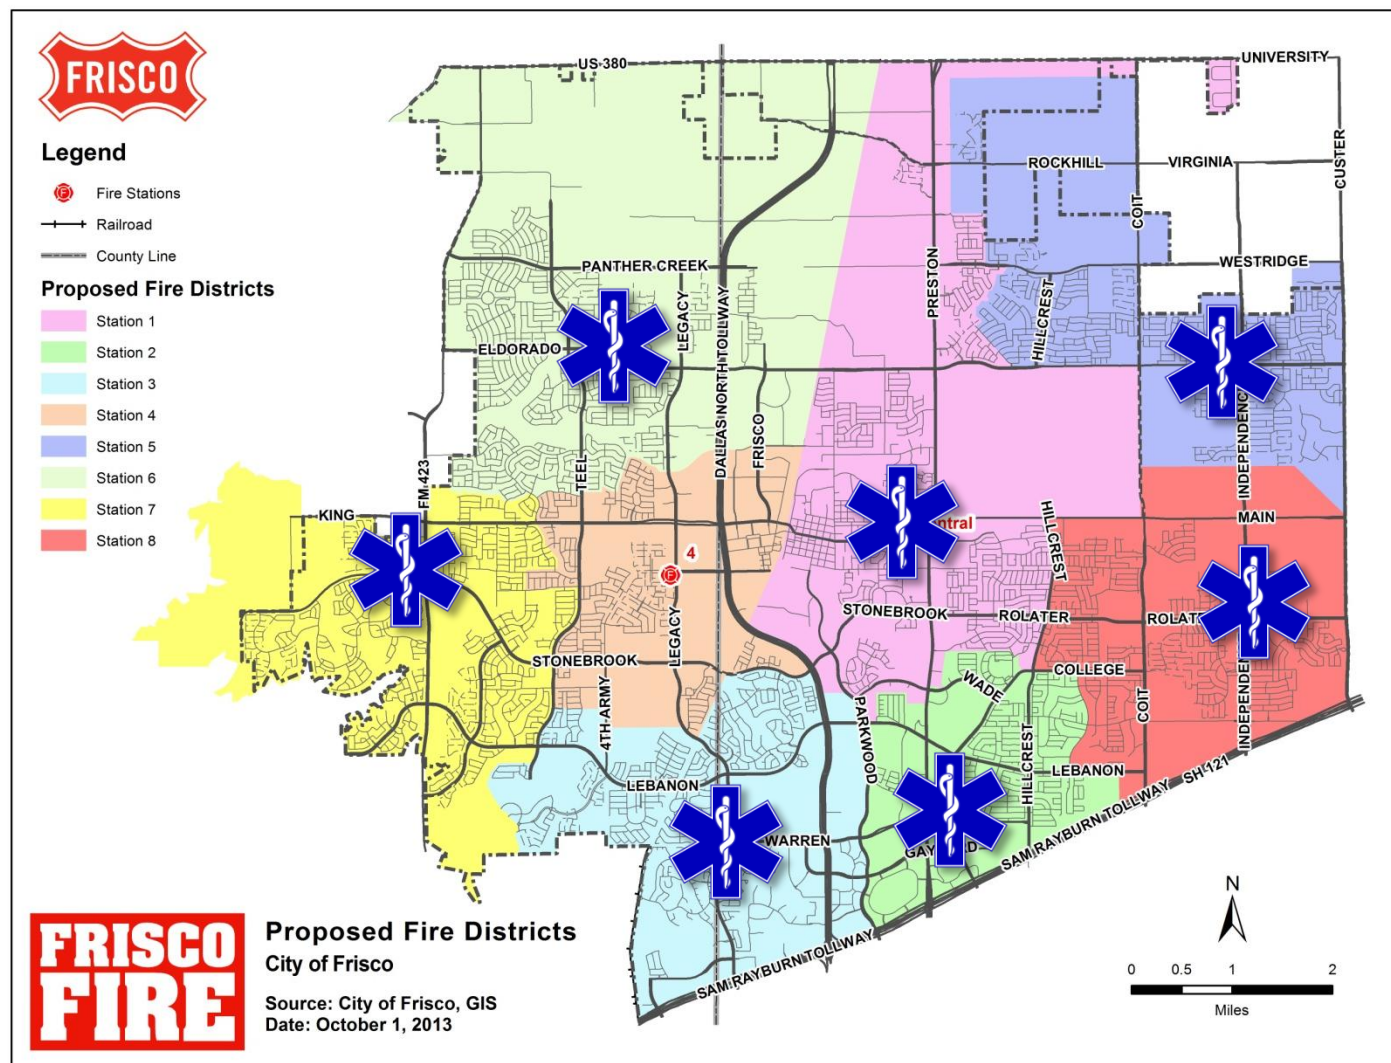 FRISCO
Legend
Fire Stations
Railroad
County Line
Proposed Fire Districts
Station 1
Station 2
Station 3
Station 4
Station 5
Station 6
Station 7
Station 8
US 380
UNIVERSITY
ROCKHILL
VIRGINIA
CUSTER
COIT
PANTHER CREEK
WESTRIDGE
PRESTON
HILLCREST
LEGACY
DALLAS NORTH TOLLWAY
ELDORADO
FRISCO
TEEL
FM 423
INDEPENDENC
KING
MAIN
ntral
HILLCREST
4
F
STONEBROOK
ROLATER
ROLATE
LEGACY
STONEBROOK
COLLEGE
WADE
4TH ARMY
PARKWOOD
HILLCREST
COIT
INDEPENDEN
LEBANON
LEBANON
SH 121
SAM RAYBURN TOLLWAY
WARREN
GAY
D
SAM RAYBURN TOLLWAY
N
0 0.5 1 2
Miles
FRISCO
FIRE
Proposed Fire Districts
City of Frisco
Source: City of Frisco, GIS
Date: October 1, 2013